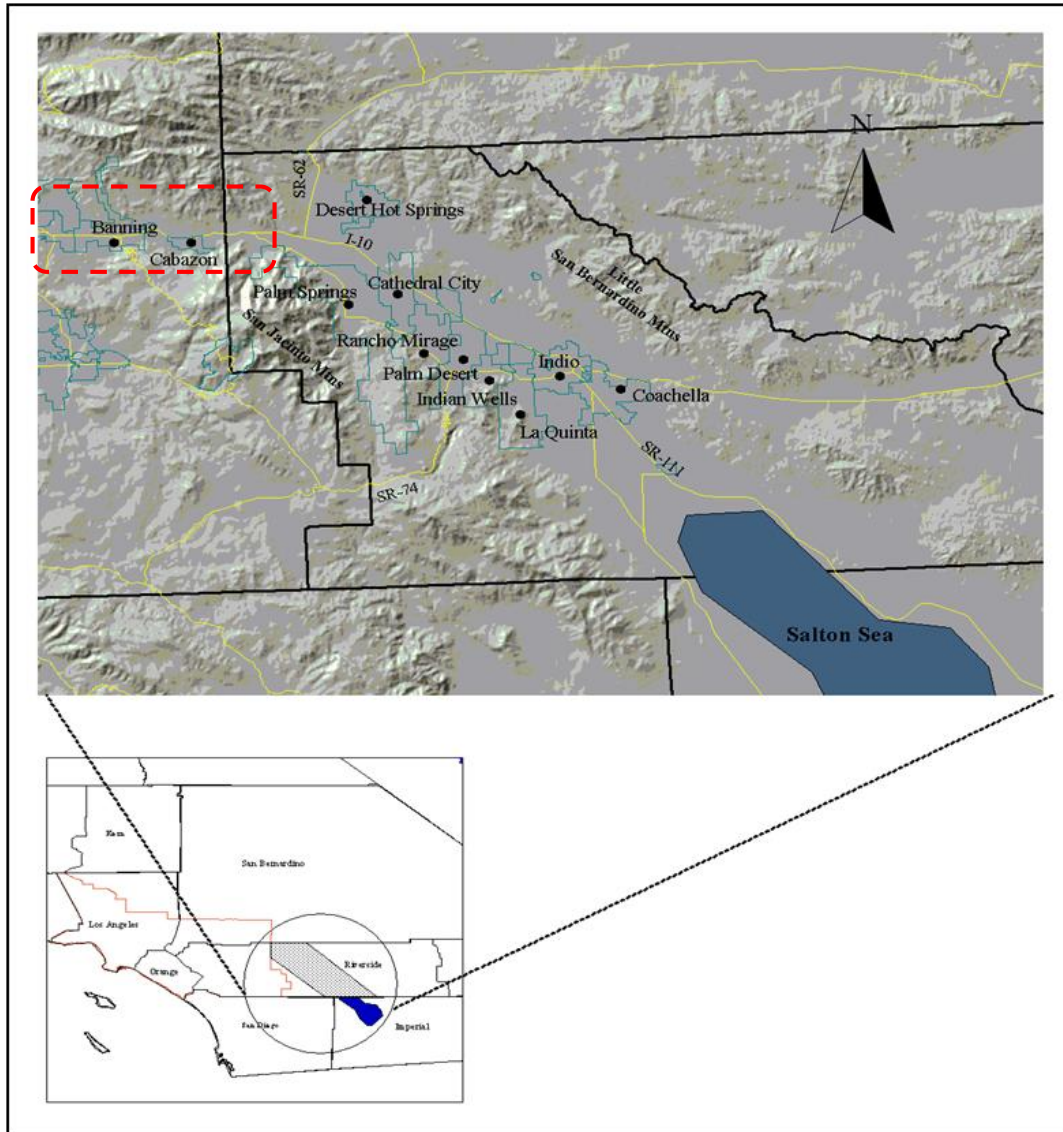 N
SR-62
Desert Hot Springs
Banning
I-10
Cabazon
Cathedral City
Little
San Bernardino Mtns
Palm Springs
San Jacinto Mtns
Rancho Mirage
Palm Desert
Indio
Indian Wells
Coachella
La Quinta
SR-111
SR-74
Salton Sea
Kern
San Bernardino
Los Angeles
Orange
Riverside
San Diego
Imperial